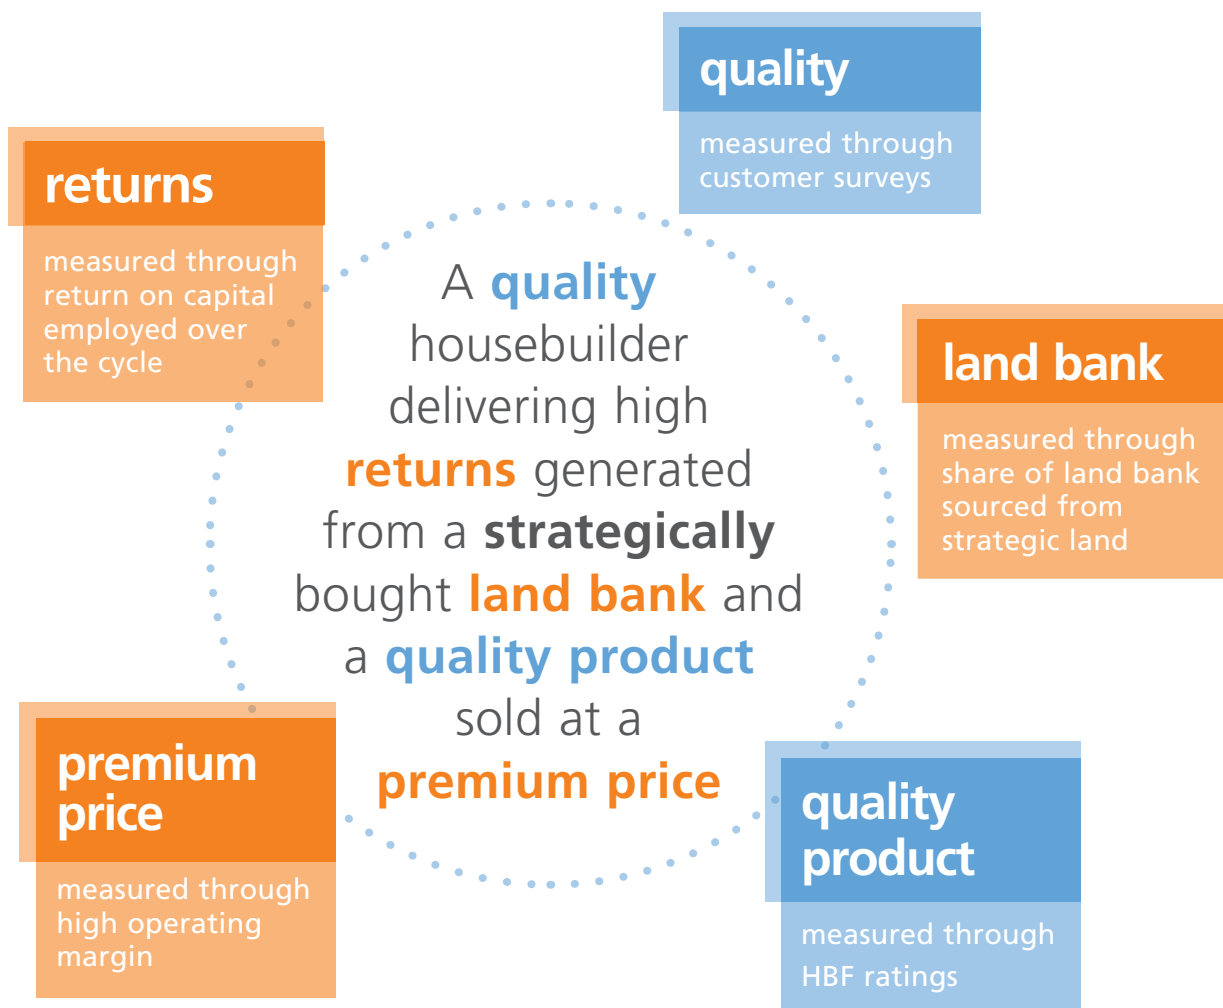 quality
measured through
customer surveys
returns
measured through
return on capital
employed over
the cycle
A quality
housebuilder
delivering high
returns generated
from a strategically
bought land bank and
a quality product
sold at a
premium price
land bank
measured through
share of land bank
sourced from
strategic land
premium
price
measured through
high operating
margin
quality
product
measured through
HBF ratings